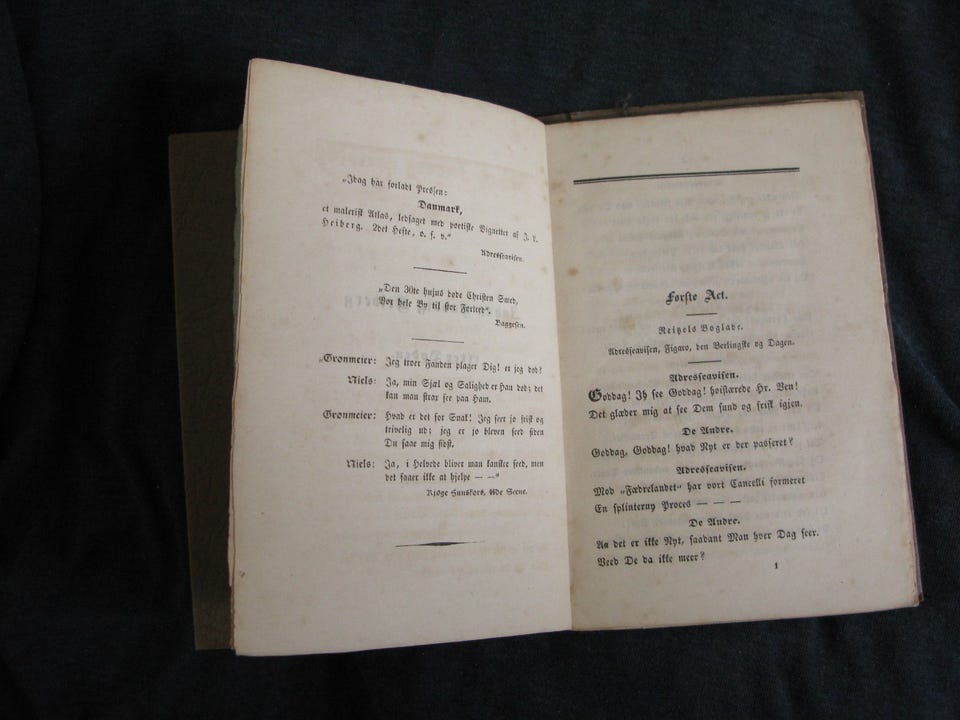 „Idag har forladt Pressen:
Danmark,
et malerisk Atlas, ledsaget med poetiske Vignetter af J. L.
Heiberg. 2det Hefte, o. s. v.“
Adresseavisen.
„Den 30te hujus døde Christen Smed,
Vor hele By til stor Fortred“.
Baggesen.
„Grønmeier: Jeg troer Fanden plager Dig! er jeg død?
Niels: Ja, min Sjæl og Salighed er Han død; det
kan man strax see paa Ham.
Grønmeier: Hvad er det for Snak! Jeg seer jo frisk og
trivelig ud; jeg er jo bleven feed siden
Du saae mig sidst.
Niels: Ja, i Helvede bliver man kanskee feed, men
det faaer ikke at hjelpe — —“
Kjøge Huuskors, 6de Scene.
Første Act.
Reitzels Boglade.
Adresseavisen, Figaro, den Berlingske og Dagen.
Adresseavisen.
Goddag! Ih see Goddag! høistærede Hr. Ven!
Det glæder mig at see Dem sund og frisk igjen.
De Andre.
Goddag, Goddag! hvad Nyt er der passeret?
Adresseavisen.
Mod „Fædrelandet“ har vort Cancelli formeret
En splinterny Proces — — —
De Andre.
Aa det er ikke Nyt, saadant Man hver Dag seer.
Veed De da ikke meer?
1